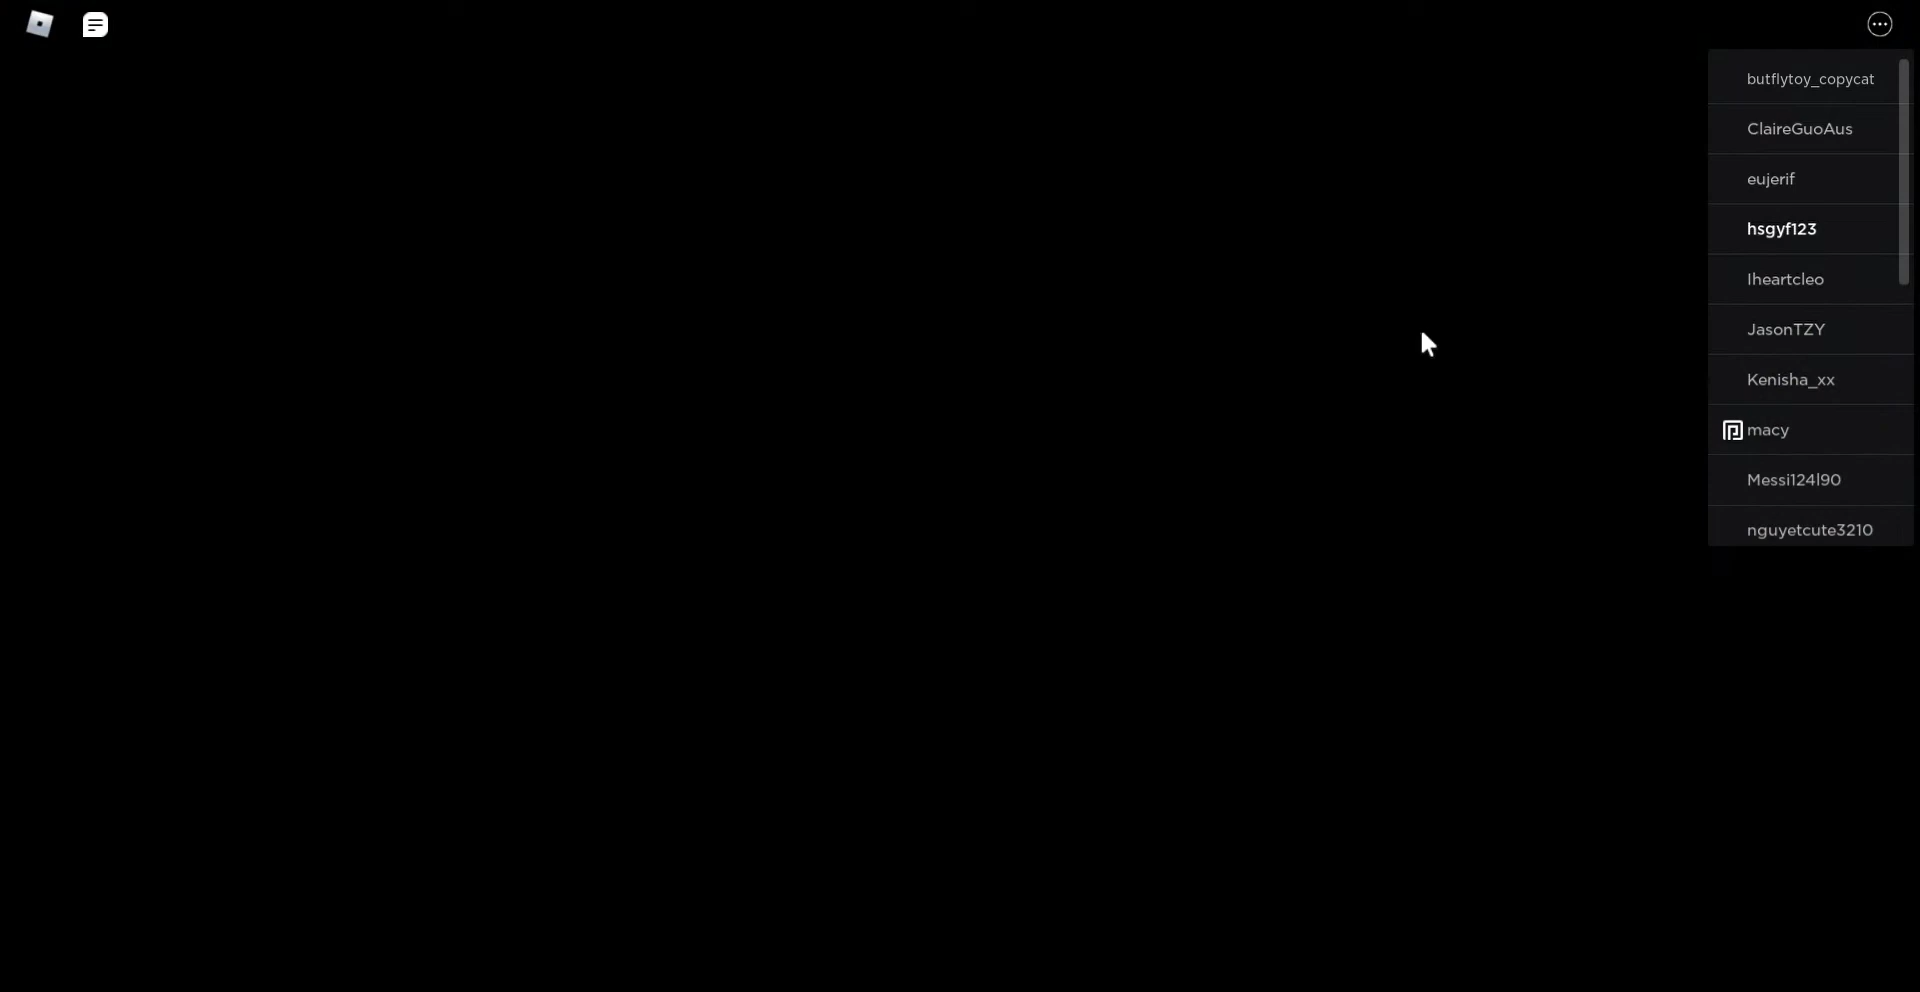 butflytoy_copycat
ClaireGuoAus
eujerif
hsgyf123
Iheartcleo
JasonTZY
Kenisha_xx
macy
Messi124l90
nguyetcute3210